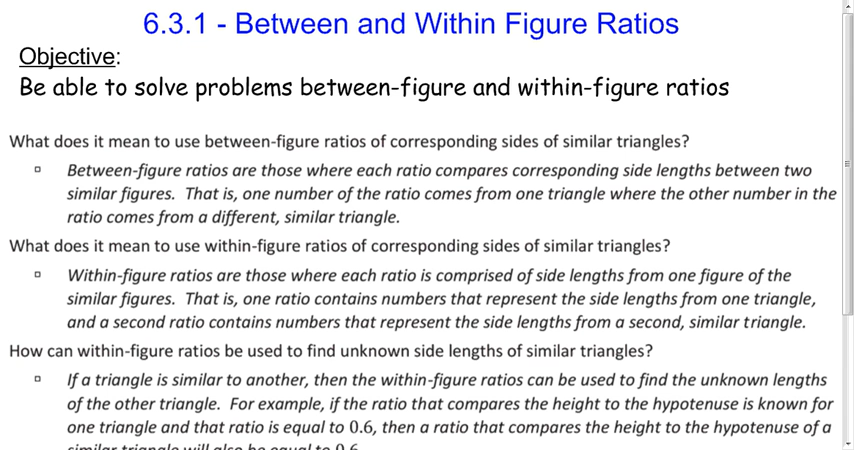 6.3.1 - Between and Within Figure Ratios
Objective:
Be able to solve problems between-figure and within-figure ratios
What does it mean to use between-figure ratios of corresponding sides of similar triangles?
Between-figure ratios are those where each ratio compares corresponding side lengths between two
similar figures. That is, one number of the ratio comes from one triangle where the other number in the
ratio comes from a different, similar triangle.
What does it mean to use within-figure ratios of corresponding sides of similar triangles?
Within-figure ratios are those where each ratio is comprised of side lengths from one figure of the
similar figures. That is, one ratio contains numbers that represent the side lengths from one triangle,
and a second ratio contains numbers that represent the side lengths from a second, similar triangle.
How can within-figure ratios be used to find unknown side lengths of similar triangles?
If a triangle is similar to another, then the within-figure ratios can be used to find the unknown lengths
of the other triangle. For example, if the ratio that compares the height to the hypotenuse is known for
one triangle and that ratio is equal to 0.6, then a ratio that compares the height to the hypotenuse of a
similar triangle will also be equal to 0.6